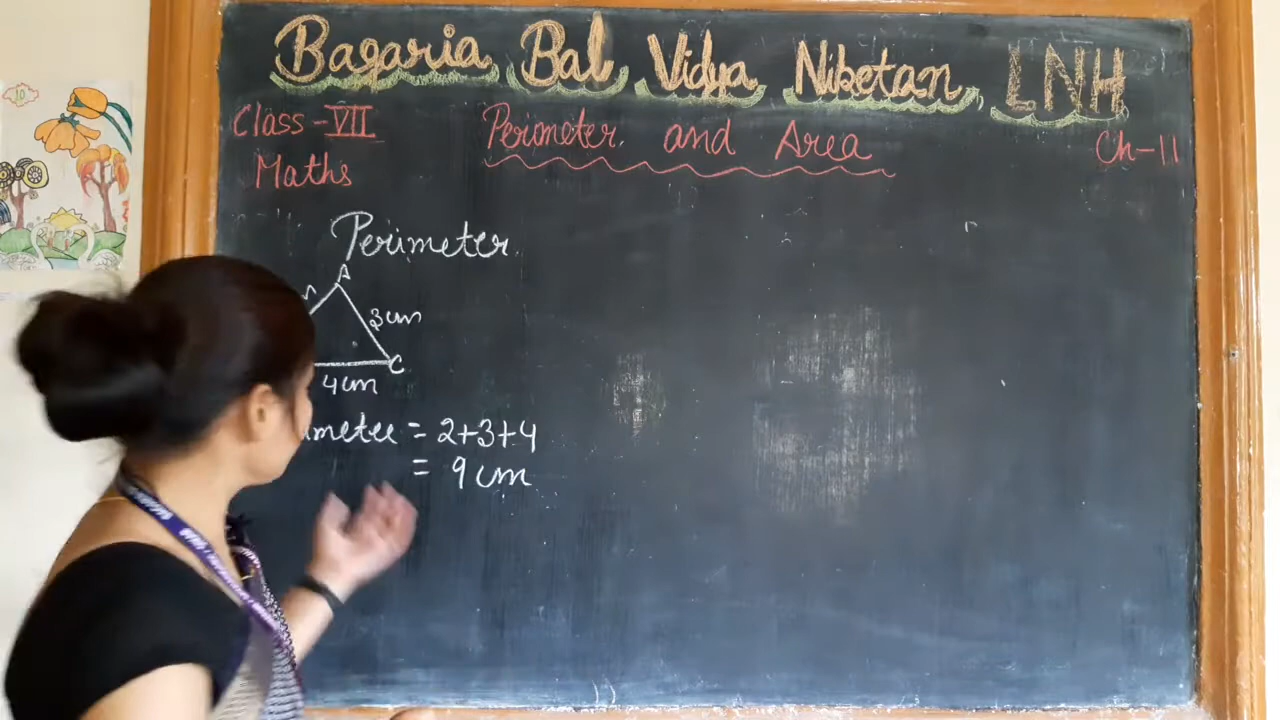 Bagaria Bal Vidya Niketan LNH
Class-VII Perimeter and Area Ch-11
Maths
Perimeter
A
3cm
C
4cm
= 2+3+4
= 9cm